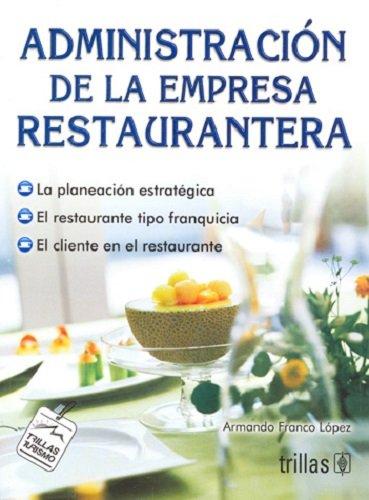 ADMINISTRACIÓN
DE LA EMPRESA
RESTAURANTERA
La planeación estratégica
El restaurante tipo franquicia
El cliente en el restaurante
Armando Franco López
TRILLAS
TURISMO
trillas